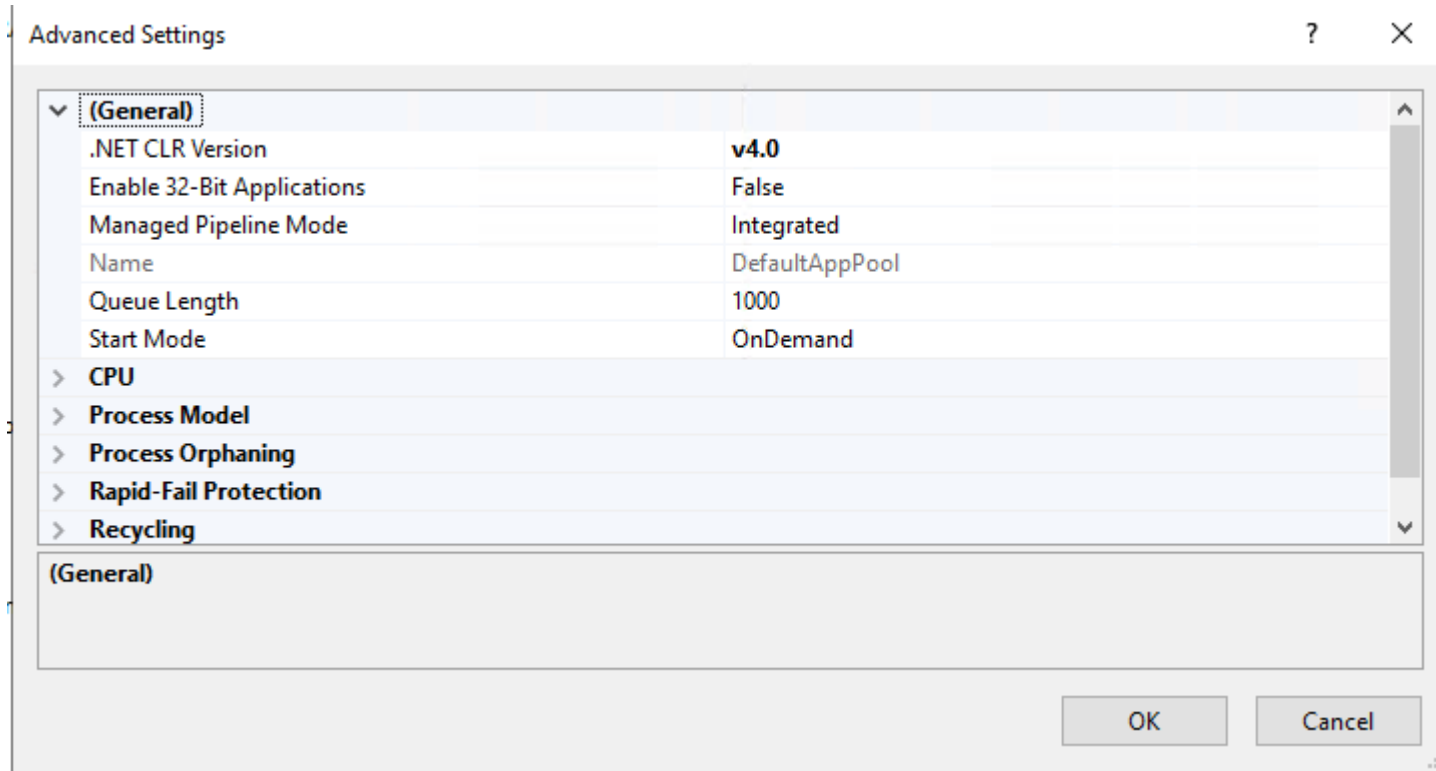 Advanced Settings
(General)
.NET CLR Version v4.0
Enable 32-Bit Applications False
Managed Pipeline Mode Integrated
Name DefaultAppPool
Queue Length 1000
Start Mode OnDemand
CPU
Process Model
Process Orphaning
Rapid-Fail Protection
Recycling
(General)
OK Cancel